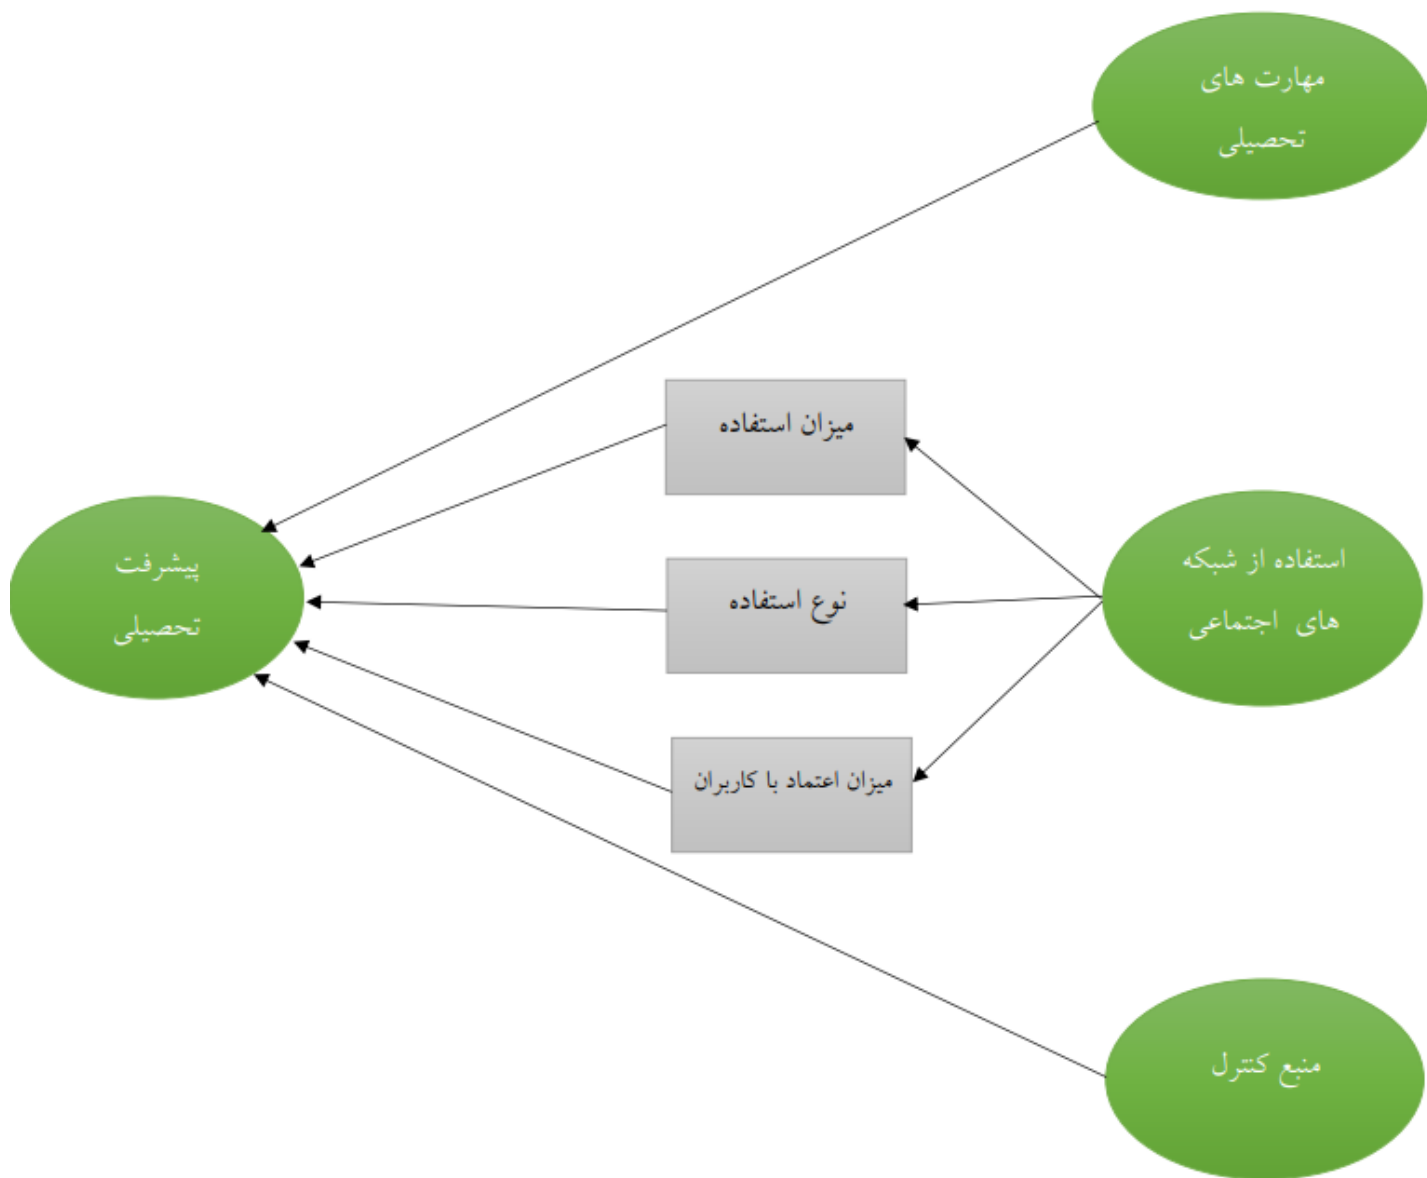 مهارت های
تحصیلی
میزان استفاده
استفاده از شبکه
های اجتماعی
نوع استفاده
پیشرفت
تحصیلی
میزان اعتماد با کاربران
منبع کنترل